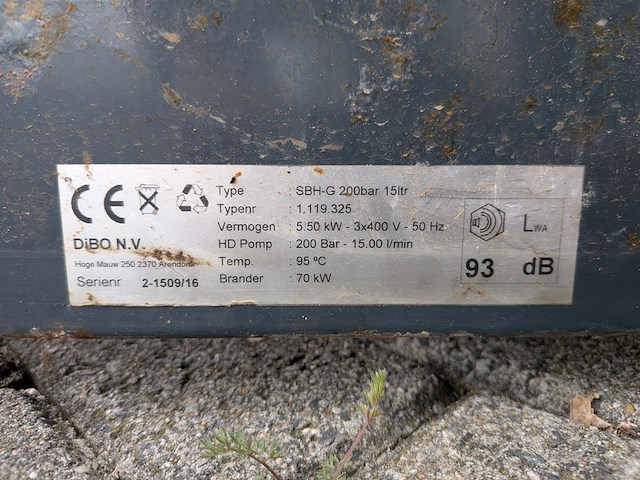 CE
DiBO N.V.
Hoge Mauw 250 2370 Arendonk
Serienr 2-1509/16
Type : SBH-G 200bar 15ltr
Typenr : 1.119.325
Vermogen : 5.50 kW - 3x400 V - 50 Hz
HD Pomp : 200 Bar - 15.00 l/min
Temp. : 95 ºC
Brander : 70 kW
LWA
93 dB